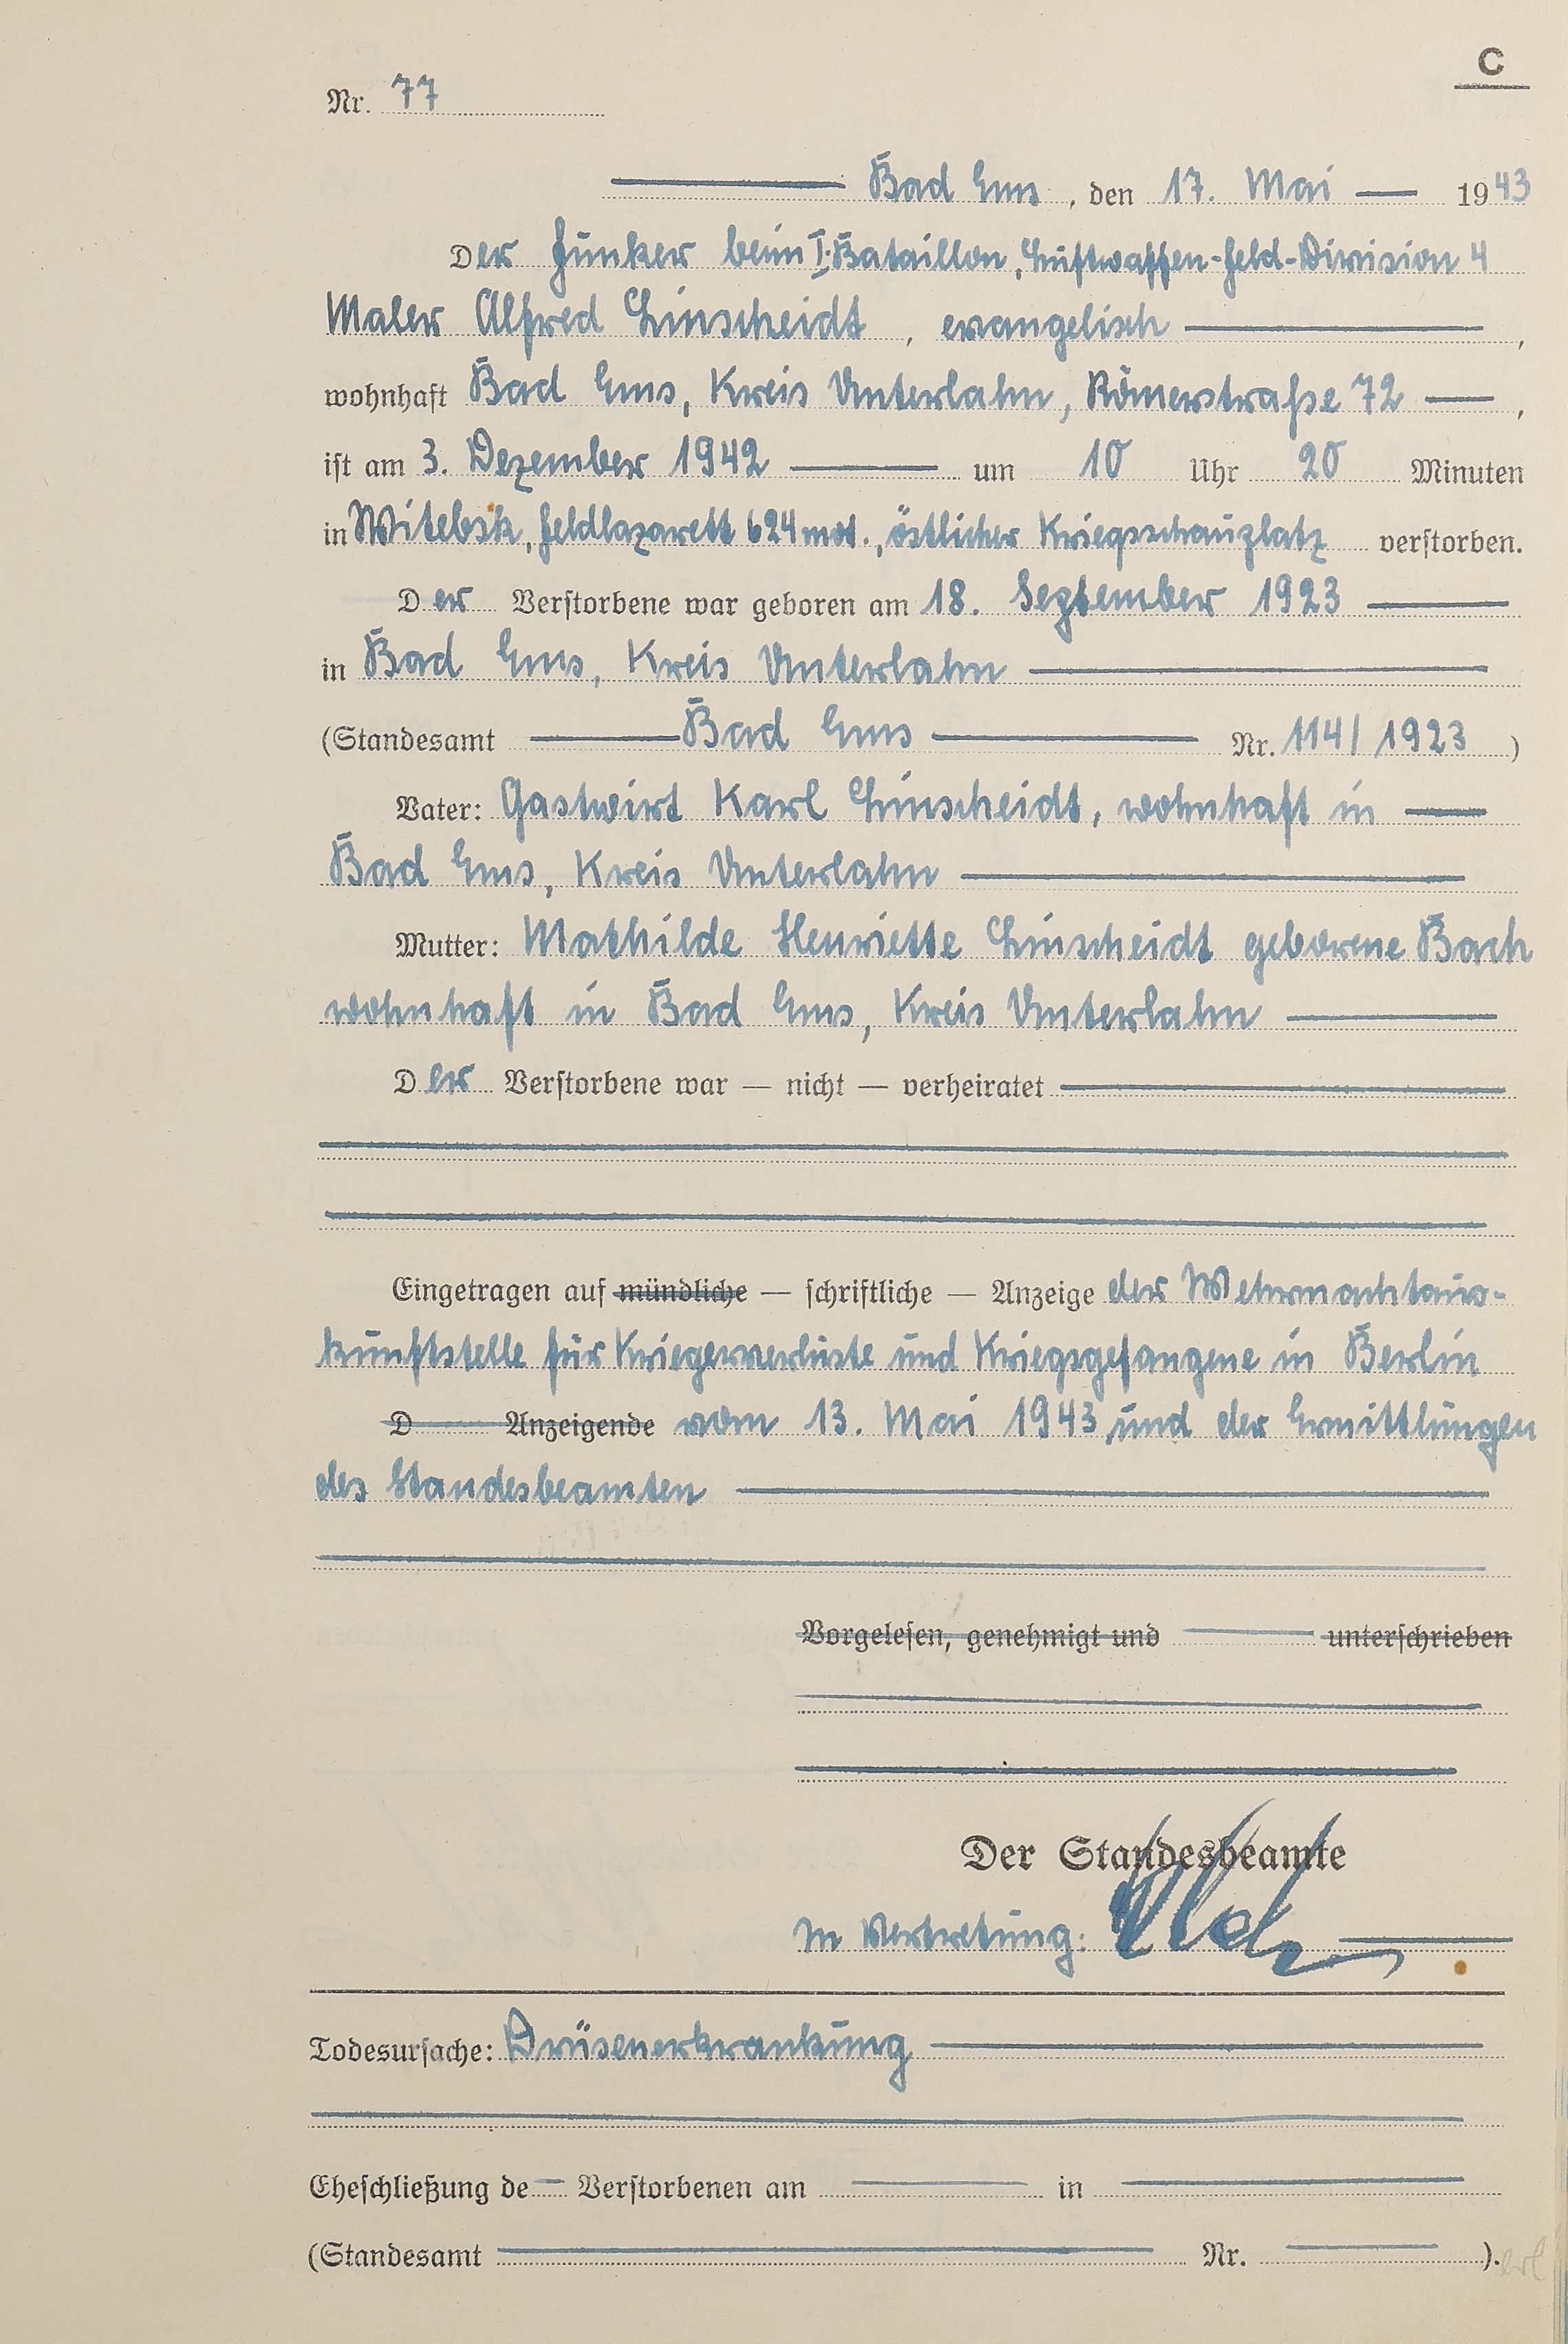 C
Nr. 77
Bad Ems, den 17. Mai 1943
Der Funker beim I. Bataillon, Luftwaffen-Feld-Division 4
Maler Alfred Linscheidt, evangelisch,
wohnhaft Bad Ems, Kreis Unterlahn, Römerstraße 72,
ist am 3. Dezember 1942 um 10 Uhr 20 Minuten
in Witebsk, Feldlazarett 624 mot., östlicher Kriegsschauplatz verstorben.
Der Verstorbene war geboren am 18. September 1923
in Bad Ems, Kreis Unterlahn
(Standesamt Bad Ems Nr. 114/1923)
Vater: Gastwirt Karl Linscheidt, wohnhaft in
Bad Ems, Kreis Unterlahn
Mutter: Mathilde Henriette Linscheidt geborene Bach
wohnhaft in Bad Ems, Kreis Unterlahn
Der Verstorbene war — nicht — verheiratet
Eingetragen auf mündliche — schriftliche — Anzeige der Wehrmachtaus-
kunftstelle für Kriegerverluste und Kriegsgefangene in Berlin
D Anzeigende vom 13. Mai 1943 und der Ermittlungen
des Standesbeamten
Vorgelesen, genehmigt und unterschrieben
Der Standesbeamte
In Vertretung:
Todesursache: Drüsenerkrankung
Eheschließung de Verstorbenen am in
(Standesamt Nr. ).